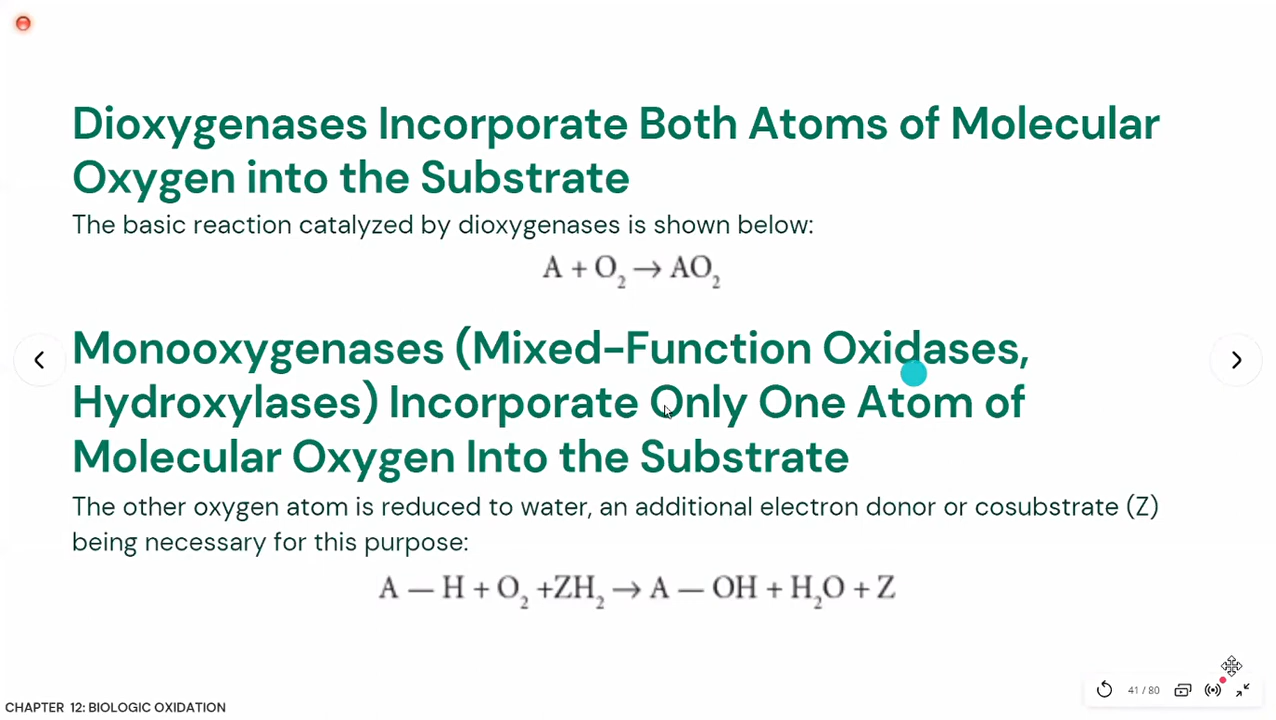 Dioxygenases Incorporate Both Atoms of Molecular
Oxygen into the Substrate
The basic reaction catalyzed by dioxygenases is shown below:
A + O₂ → AO₂
Monooxygenases (Mixed-Function Oxidases,
Hydroxylases) Incorporate Only One Atom of
Molecular Oxygen Into the Substrate
The other oxygen atom is reduced to water, an additional electron donor or cosubstrate (Z)
being necessary for this purpose:
A — H + O₂ +ZH₂ → A — OH + H₂O + Z
41 / 80
CHAPTER 12: BIOLOGIC OXIDATION